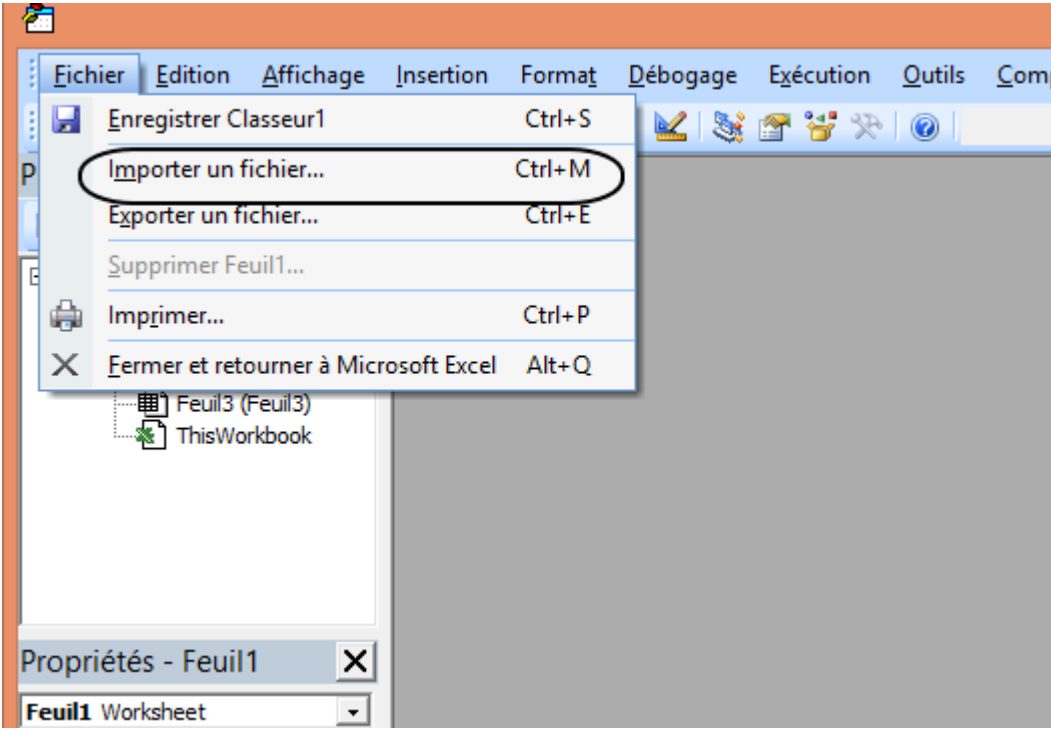 Fichier Edition Affichage Insertion Format Débogage Exécution Outils
Enregistrer Classeur1 Ctrl+S
Importer un fichier... Ctrl+M
P
Exporter un fichier... Ctrl+E
Supprimer Feuil1...
Imprimer... Ctrl+P
Fermer et retourner à Microsoft Excel Alt+Q
Feuil3 (Feuil3)
ThisWorkbook
Propriétés - Feuil1
Feuil1 Worksheet